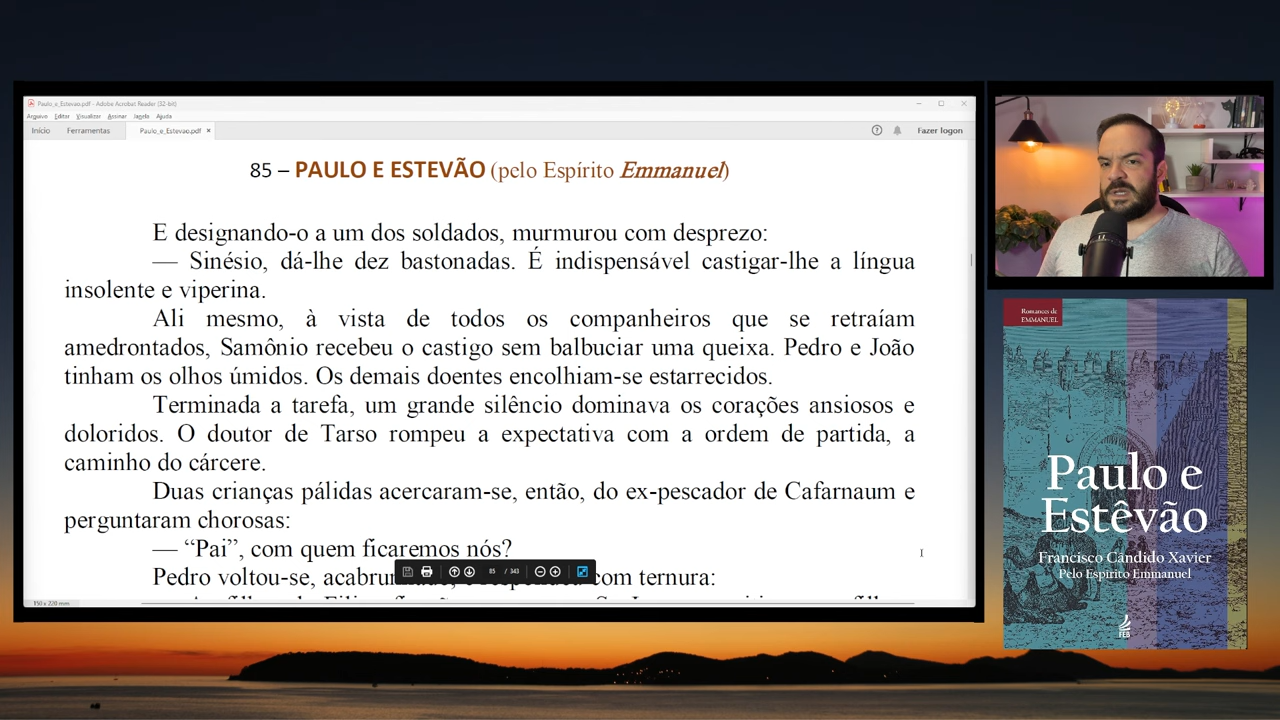 Paulo_e_Estevao.pdf - Adobe Acrobat Reader (32-bit)
Arquivo Editar Visualizar Assinar Janela Ajuda
Início Ferramentas Paulo_e_Estevao.pdf × Fazer logon
85 – PAULO E ESTEVÃO (pelo Espírito Emmanuel)
E designando-o a um dos soldados, murmurou com desprezo:
— Sinésio, dá-lhe dez bastonadas. É indispensável castigar-lhe a língua
insolente e viperina.
Ali mesmo, à vista de todos os companheiros que se retraíam
amedrontados, Samônio recebeu o castigo sem balbuciar uma queixa. Pedro e João
tinham os olhos úmidos. Os demais doentes encolhiam-se estarrecidos.
Terminada a tarefa, um grande silêncio dominava os corações ansiosos e
doloridos. O doutor de Tarso rompeu a expectativa com a ordem de partida, a
caminho do cárcere.
Duas crianças pálidas acercaram-se, então, do ex-pescador de Cafarnaum e
perguntaram chorosas:
— “Pai”, com quem ficaremos nós?
Pedro voltou-se, com ternura:
85 / 343
150 x 220 mm
Romances de
EMMANUEL
Paulo e
Estêvão
Francisco Cândido Xavier
Pelo Espírito Emmanuel
FEB